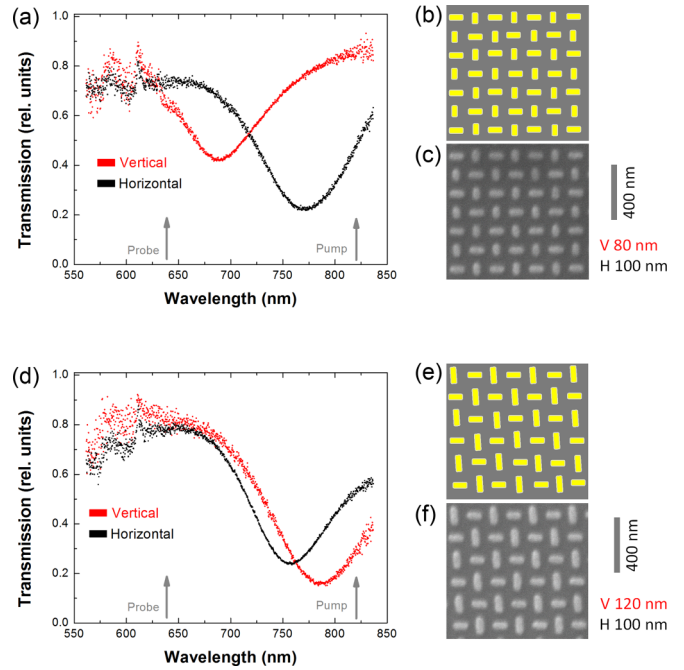 (a)
Transmission (rel. units)
1.0
0.8
0.6
0.4
0.2
0.0
Vertical
Horizontal
Probe
Pump
550 600 650 700 750 800 850
Wavelength (nm)
(b)
(c)
400 nm
V 80 nm
H 100 nm
(d)
Transmission (rel. units)
1.0
0.8
0.6
0.4
0.2
0.0
Vertical
Horizontal
Probe
Pump
550 600 650 700 750 800 850
Wavelength (nm)
(e)
(f)
400 nm
V 120 nm
H 100 nm